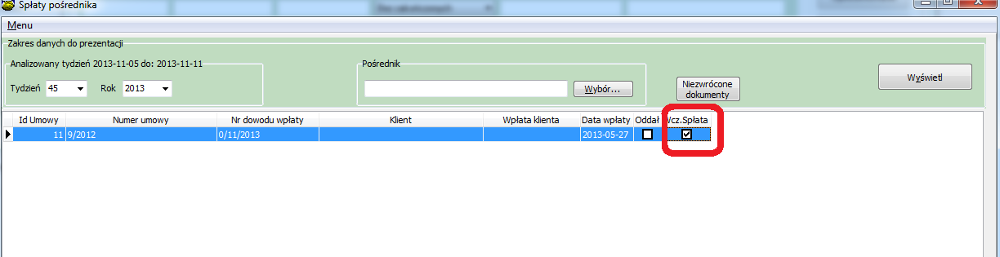 Spłaty pośrednika
Menu
Zakres danych do prezentacji
Analizowany tydzień 2013-11-05 do: 2013-11-11
Pośrednik
Tydzień 45 Rok 2013
Wybór...
Niezwrócone
dokumenty
Wyświetl
Id Umowy Numer umowy Nr dowodu wpłaty Klient Wpłata klienta Data wpłaty Oddał Wcz.Spłata
11 9/2012 0/11/2013 2013-05-27